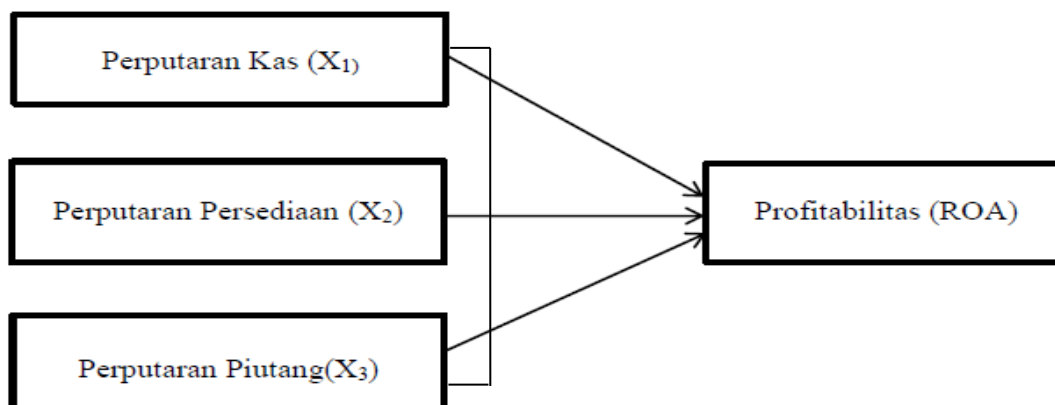 Perputaran Kas (X₁₎
Perputaran Persediaan (X₂)
Profitabilitas (ROA)
Perputaran Piutang(X₃)